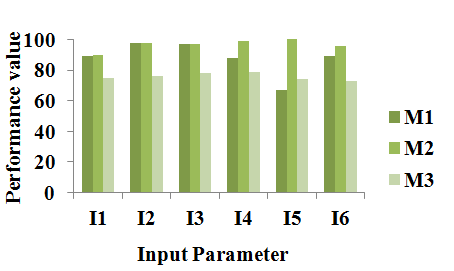 Performance value
100
80
60
40
20
0
I1 I2 I3 I4 I5 I6
Input Parameter
M1
M2
M3